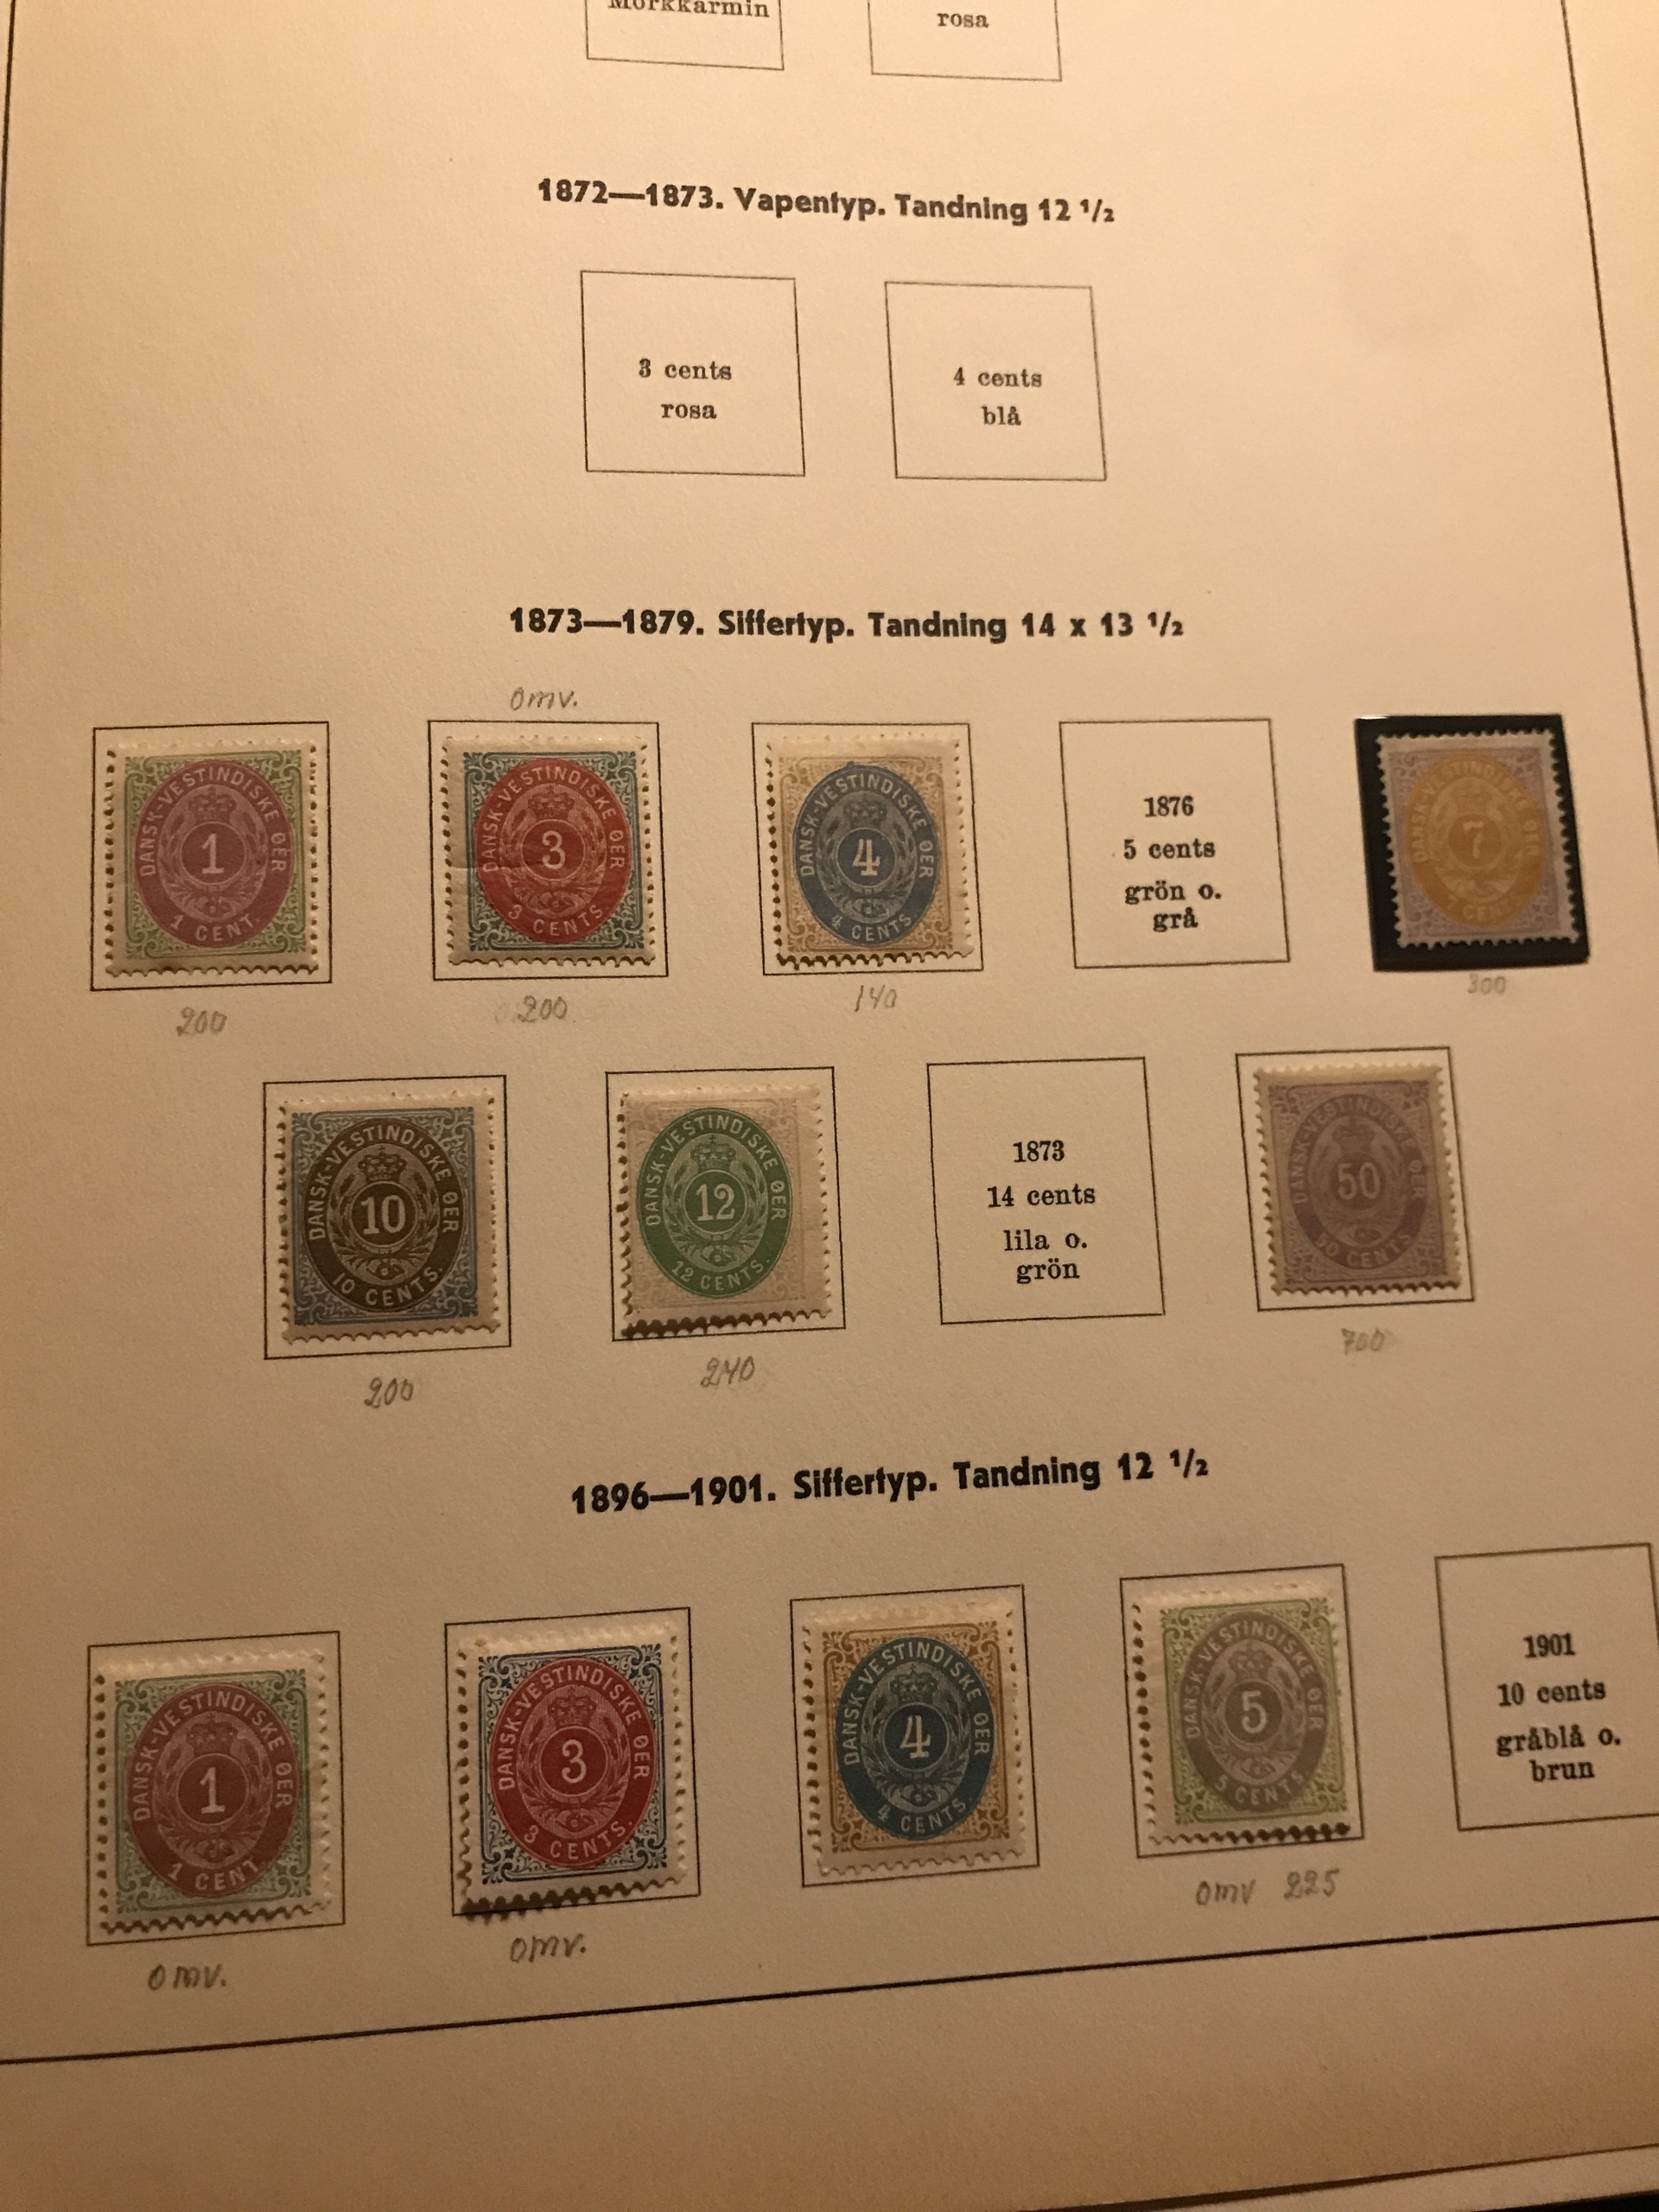 Mörkkarmin
rosa
1872—1873. Vapentyp. Tandning 12 1/2
3 cents
rosa
4 cents
blå
1873—1879. Siffertyp. Tandning 14 x 13 1/2
omv.
DANSK-VESTINDISKE ØER
1
1 CENT.
DANSK-VESTINDISKE ØER
3
3 CENTS.
DANSK-VESTINDISKE ØER
4
4 CENTS.
1876
5 cents
grön o.
grå
DANSK-VESTINDISKE ØER
7
7 CENTS
200
200
140
300
DANSK-VESTINDISKE ØER
10
10 CENTS.
DANSK-VESTINDISKE ØER
12
12 CENTS.
1873
14 cents
lila o.
grön
DANSK-VESTINDISKE ØER
50
50 CENTS
200
240
700
1896—1901. Siffertyp. Tandning 12 1/2
DANSK-VESTINDISKE ØER
1
1 CENT
DANSK-VESTINDISKE ØER
3
3 CENTS.
DANSK-VESTINDISKE ØER
4
4 CENTS.
DANSK-VESTINDISKE ØER
5
5 CENTS
1901
10 cents
gråblå o.
brun
omv.
omv.
omv 225